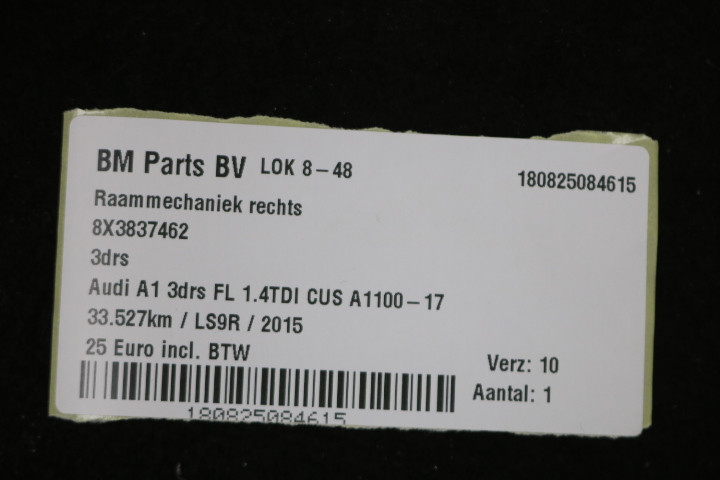 BM Parts BV LOK 8-48
180825084615
Raammechaniek rechts
8X3837462
3drs
Audi A1 3drs FL 1.4TDI CUS A1100-17
33.527km / LS9R / 2015
25 Euro incl. BTW
Verz: 10
Aantal: 1
180825084615